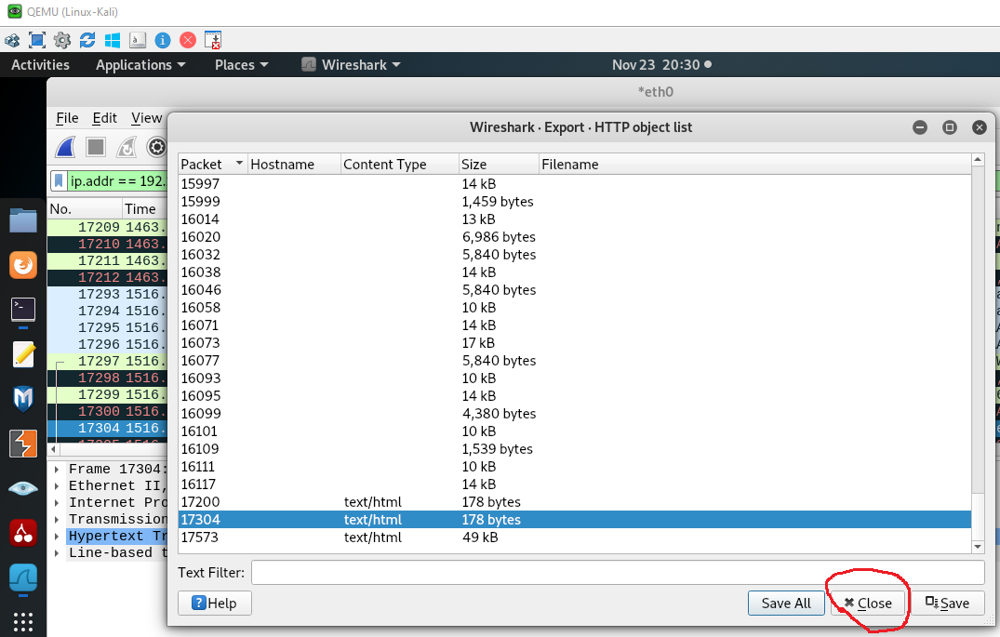 QEMU (Linux-Kali)
Activities Applications Places Wireshark Nov 23 20:30
*eth0
File Edit View
Wireshark · Export · HTTP object list
ip.addr == 192.
Packet Hostname Content Type Size Filename
15997 14 kB
15999 1,459 bytes
16014 13 kB
16020 6,986 bytes
16032 5,840 bytes
16038 14 kB
16046 5,840 bytes
16058 10 kB
16071 14 kB
16073 17 kB
16077 5,840 bytes
16093 10 kB
16095 14 kB
16099 4,380 bytes
16101 10 kB
16109 1,539 bytes
16111 10 kB
16117 14 kB
17200 text/html 178 bytes
17304 text/html 178 bytes
17573 text/html 49 kB
Text Filter:
Help Save All Close Save
No. Time
17209 1463.
17210 1463.
17211 1463.
17212 1463.
17293 1516.
17294 1516.
17295 1516.
17296 1516.
17297 1516.
17298 1516.
17299 1516.
17300 1516.
17304 1516.
Frame 17304:
Ethernet II,
Internet Pro
Transmission
Hypertext Tr
Line-based t